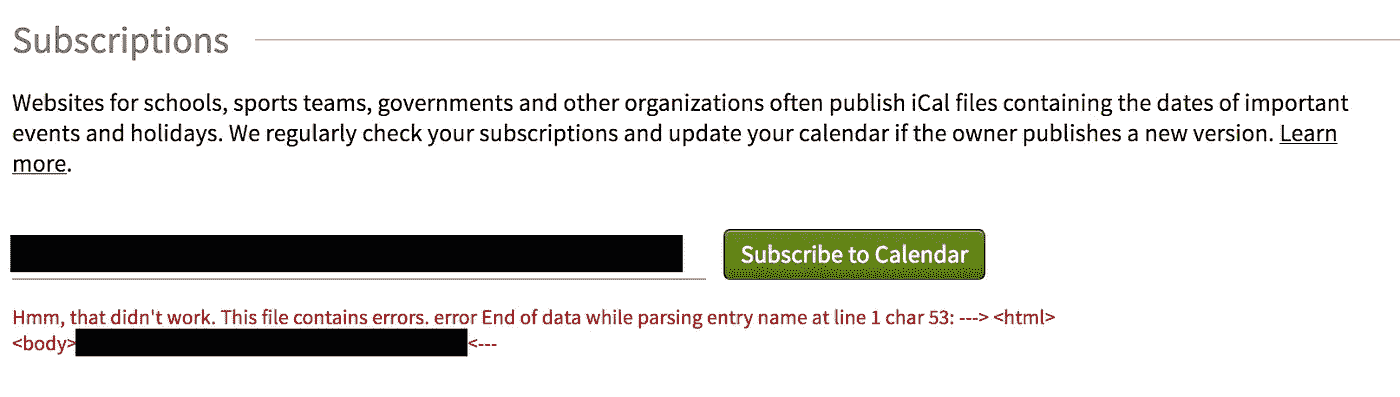 Subscriptions
Websites for schools, sports teams, governments and other organizations often publish iCal files containing the dates of important
events and holidays. We regularly check your subscriptions and update your calendar if the owner publishes a new version. Learn
more.
Subscribe to Calendar
Hmm, that didn't work. This file contains errors. error End of data while parsing entry name at line 1 char 53: ---> <html>
<body><---